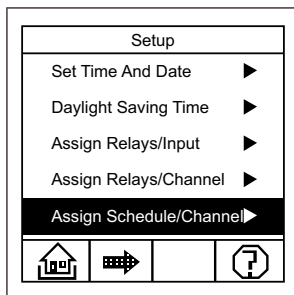 Setup
Set Time And Date ▶
Daylight Saving Time ▶
Assign Relays/Input ▶
Assign Relays/Channel ▶
Assign Schedule/Channel▶
?